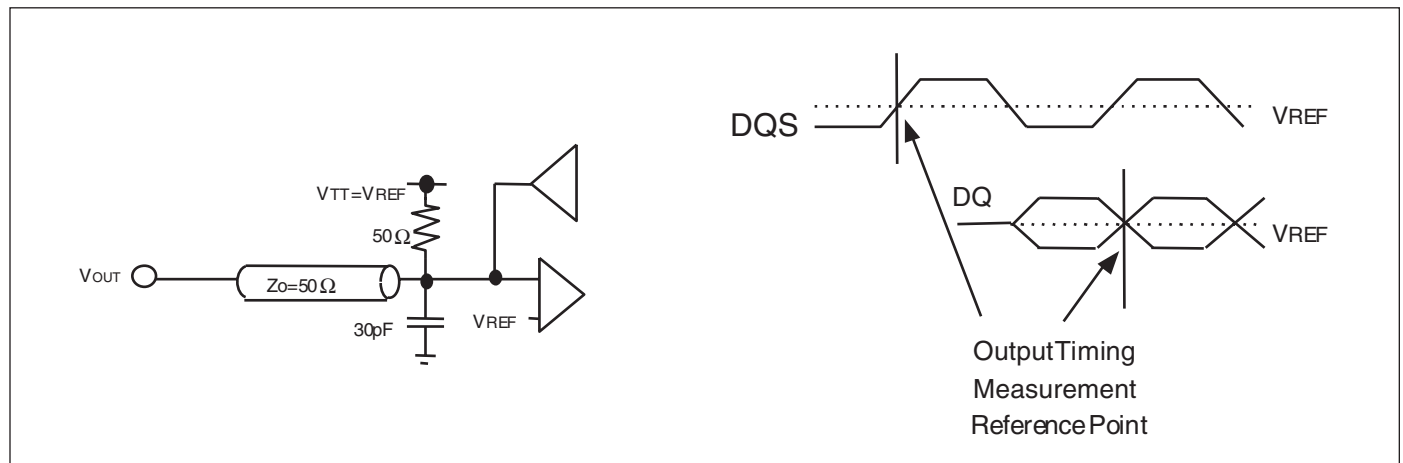 VTT=VREF
50Ω
VOUT
Zo=50Ω
30pF
VREF
DQS
VREF
DQ
VREF
OutputTiming
Measurement
ReferencePoint